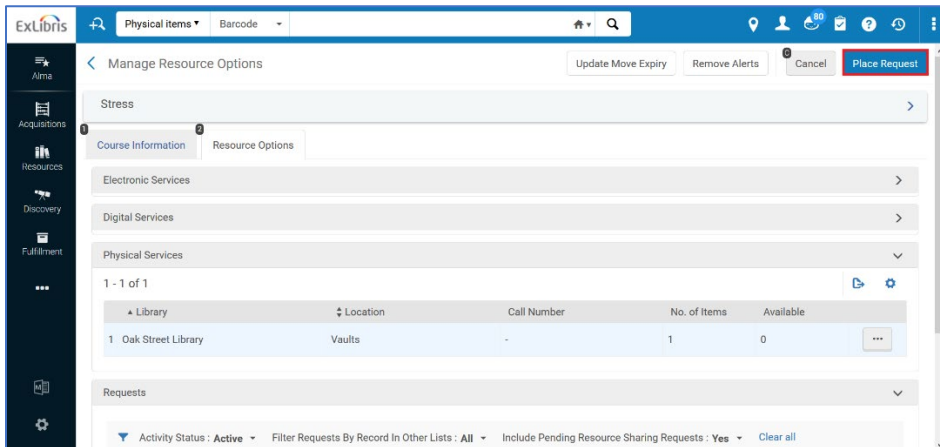 ExLibris Physical items Barcode 80
Alma
Acquisitions
Resources
Discovery
Fulfillment
Manage Resource Options Update Move Expiry Remove Alerts C Cancel Place Request
Stress
1 Course Information 2 Resource Options
Electronic Services
Digital Services
Physical Services
1 - 1 of 1
Library Location Call Number No. of Items Available
1 Oak Street Library Vaults - 1 0
Requests
Activity Status : Active Filter Requests By Record In Other Lists : All Include Pending Resource Sharing Requests : Yes Clear all